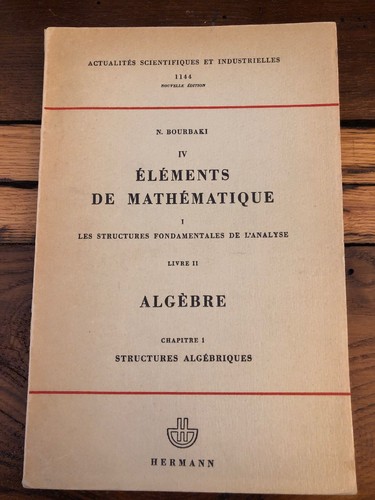 ACTUALITÉS SCIENTIFIQUES ET INDUSTRIELLES
1144
NOUVELLE ÉDITION
N. BOURBAKI
IV
ÉLÉMENTS
DE MATHÉMATIQUE
I
LES STRUCTURES FONDAMENTALES DE L'ANALYSE
LIVRE II
ALGÈBRE
CHAPITRE I
STRUCTURES ALGÉBRIQUES
HERMANN